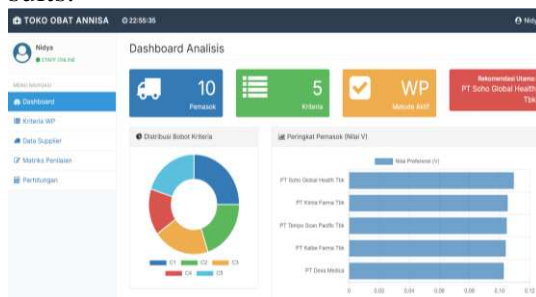 TOKO OBAT ANNISA
22:55:35
Nidya
Nidya
STAFF ONLINE
Dashboard
Kriteria WP
Data Supplier
Matriks Penilaian
Perhitungan
Dashboard Analisis
10
Pemasok
5
Kriteria
WP
Metode Aktif
Rekomendasi Utama:
PT Soho Global Health
Tbk
Distribusi Bobot Kriteria
C1 C2 C3
C4 C5
Peringkat Pemasok (Nilai V)
Nilai Preferensi (V)
PT Soho Global Health Tbk
PT Kimia Farma Tbk
PT Tempo Scan Pacific Tbk
PT Kalbe Farma Tbk
PT Dexa Medica
0 0.02 0.04 0.06 0.08 0.10 0.12